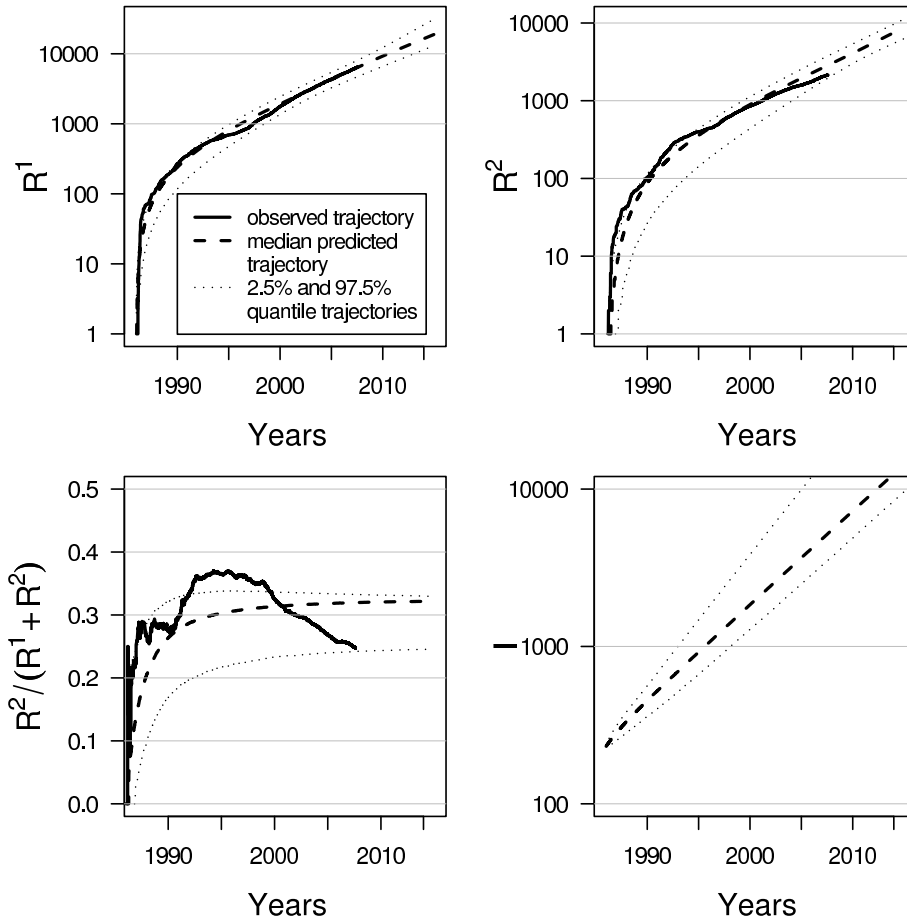 10000
1000
100
10
1
R¹
observed trajectory
median predicted
trajectory
2.5% and 97.5%
quantile trajectories
1990 2000 2010
Years
10000
1000
100
10
1
R²
1990 2000 2010
Years
0.5
0.4
0.3
0.2
0.1
0.0
R²/(R¹+R²)
1990 2000 2010
Years
10000
1000
100
I
1990 2000 2010
Years